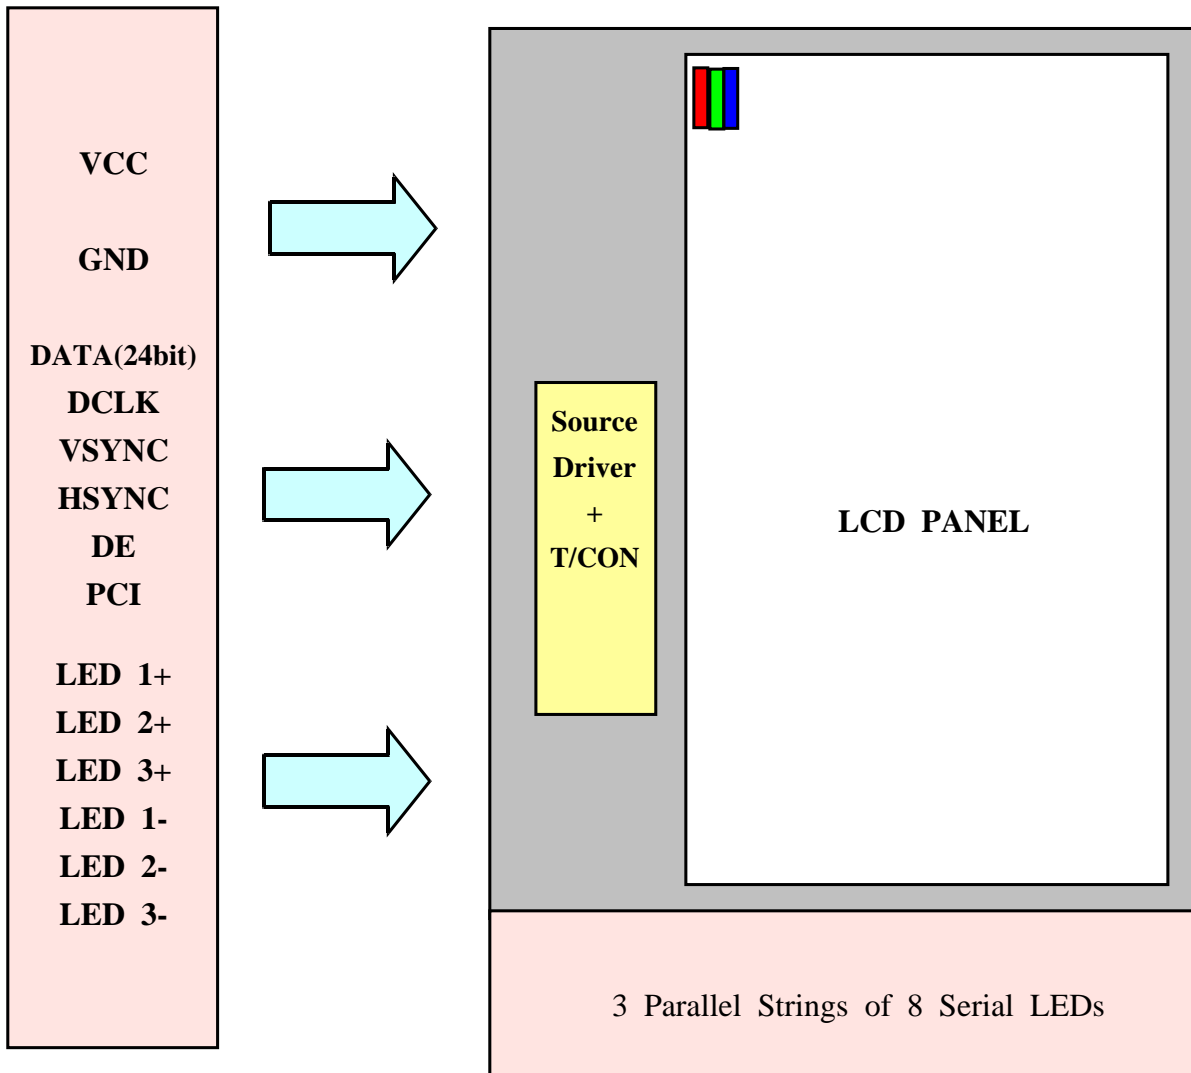 VCC
GND
DATA(24bit)
DCLK
VSYNC
HSYNC
DE
PCI
LED 1+
LED 2+
LED 3+
LED 1-
LED 2-
LED 3-
Source
Driver
+
T/CON
LCD PANEL
3 Parallel Strings of 8 Serial LEDs